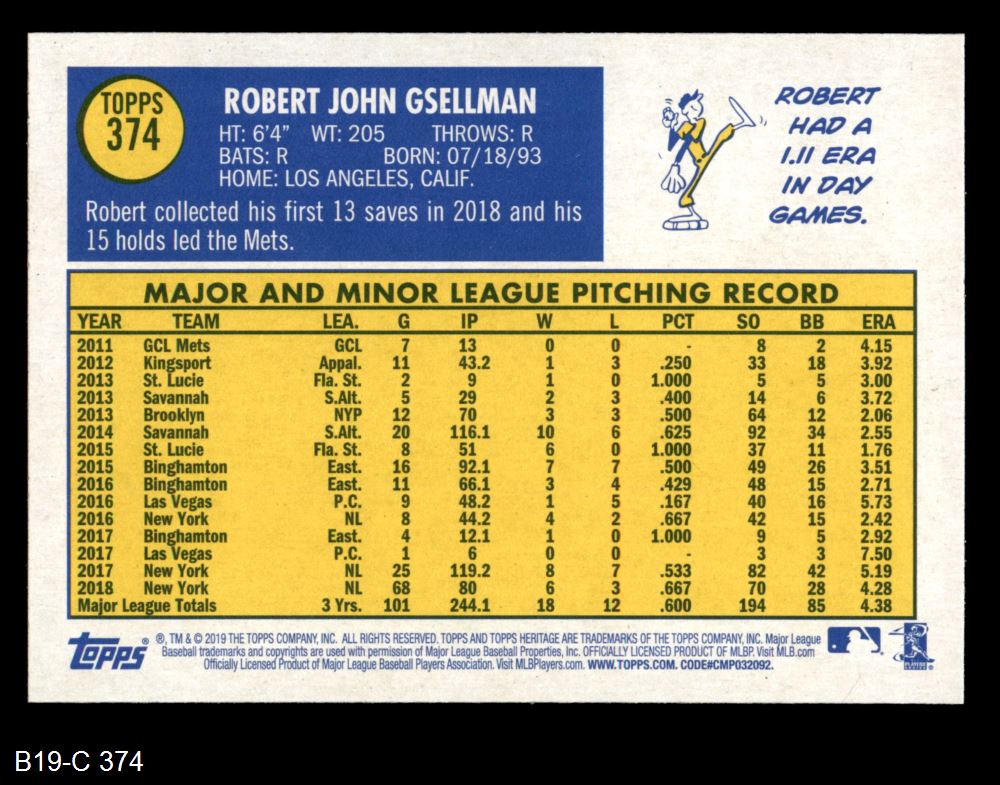 TOPPS
374
ROBERT JOHN GSELLMAN
HT: 6'4" WT: 205 THROWS: R
BATS: R BORN: 07/18/93
HOME: LOS ANGELES, CALIF.
Robert collected his first 13 saves in 2018 and his
15 holds led the Mets.
ROBERT
HAD A
1.11 ERA
IN DAY
GAMES.
MAJOR AND MINOR LEAGUE PITCHING RECORD
YEAR TEAM LEA. G IP W L PCT SO BB ERA
2011 GCL Mets GCL 7 13 0 0 - 8 2 4.15
2012 Kingsport Appal. 11 43.2 1 3 .250 33 18 3.92
2013 St. Lucie Fla. St. 2 9 1 0 1.000 5 5 3.00
2013 Savannah S.Alt. 5 29 2 3 .400 14 6 3.72
2013 Brooklyn NYP 12 70 3 3 .500 64 12 2.06
2014 Savannah S.Alt. 20 116.1 10 6 .625 92 34 2.55
2015 St. Lucie Fla. St. 8 51 6 0 1.000 37 11 1.76
2015 Binghamton East. 16 92.1 7 7 .500 49 26 3.51
2016 Binghamton East. 11 66.1 3 4 .429 48 15 2.71
2016 Las Vegas P.C. 9 48.2 1 5 .167 40 16 5.73
2016 New York NL 8 44.2 4 2 .667 42 15 2.42
2017 Binghamton East. 4 12.1 1 0 1.000 9 5 2.92
2017 Las Vegas P.C. 1 6 0 0 - 3 3 7.50
2017 New York NL 25 119.2 8 7 .533 82 42 5.19
2018 New York NL 68 80 6 3 .667 70 28 4.28
Major League Totals 3 Yrs. 101 244.1 18 12 .600 194 85 4.38
topps ®
®, TM & © 2019 THE TOPPS COMPANY, INC. ALL RIGHTS RESERVED. TOPPS AND TOPPS HERITAGE ARE TRADEMARKS OF THE TOPPS COMPANY, INC. Major League
Baseball trademarks and copyrights are used with permission of Major League Baseball Properties, Inc. OFFICIALLY LICENSED PRODUCT OF MLBP. Visit MLB.com
Officially Licensed Product of Major League Baseball Players Association. Visit MLBPlayers.com. WWW.TOPPS.COM. CODE#CMP032092.
B19-C 374